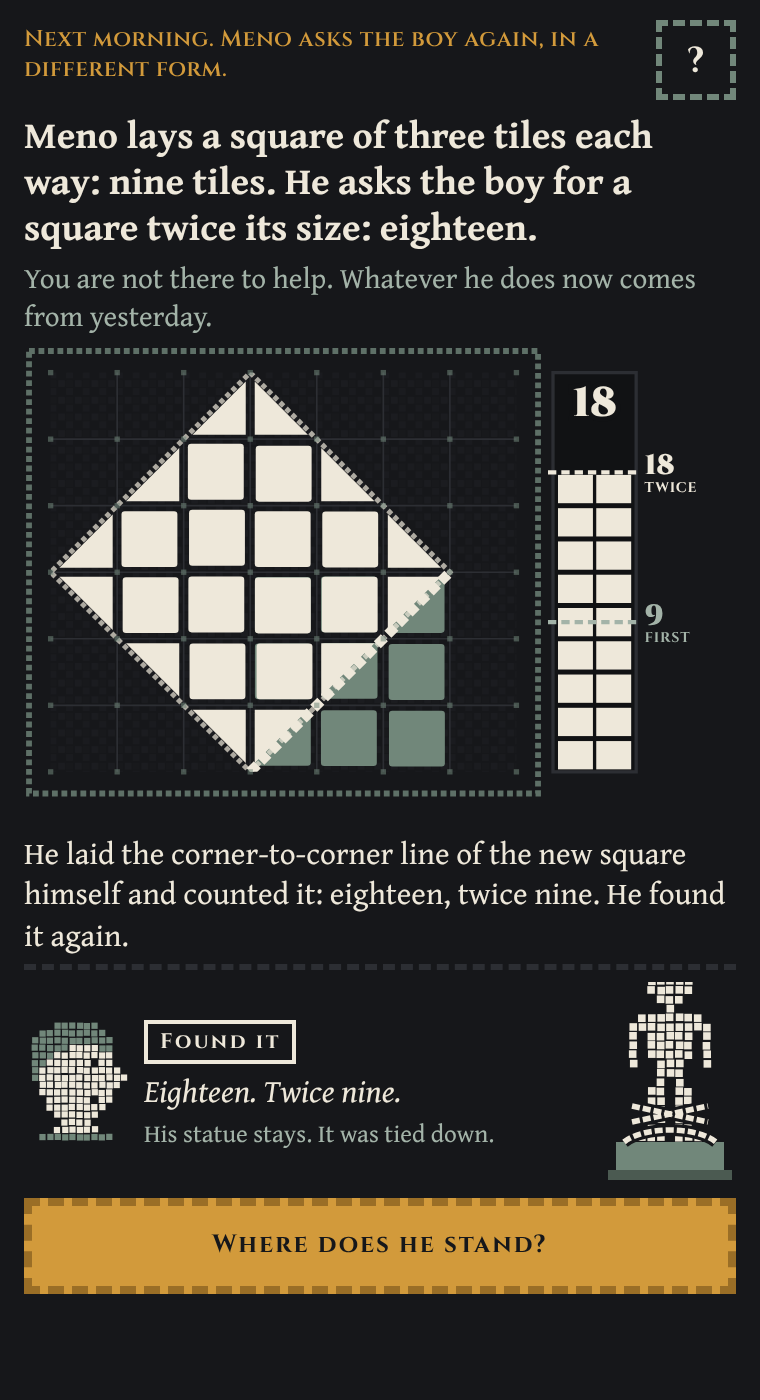 Next morning. Meno asks the boy again, in a
different form.
?
Meno lays a square of three tiles each
way: nine tiles. He asks the boy for a
square twice its size: eighteen.
You are not there to help. Whatever he does now comes
from yesterday.
18
18
TWICE
9
FIRST
He laid the corner-to-corner line of the new square
himself and counted it: eighteen, twice nine. He found
it again.
Found it
Eighteen. Twice nine.
His statue stays. It was tied down.
Where does he stand?